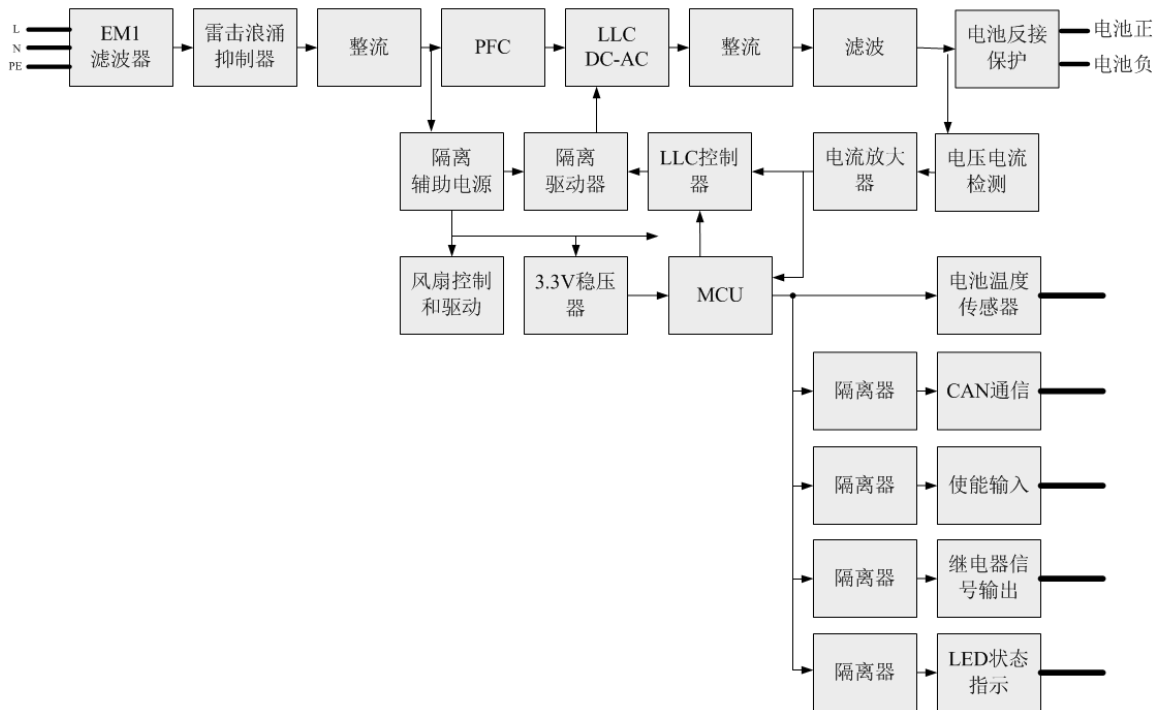 L
N
PE
EM1
滤波器
雷击浪涌
抑制器
整流
PFC
LLC
DC-AC
整流
滤波
电池反接
保护
电池正
电池负
隔离
辅助电源
隔离
驱动器
LLC控制
器
电流放大
器
电压电流
检测
风扇控制
和驱动
3.3V稳压
器
MCU
电池温度
传感器
隔离器
CAN通信
隔离器
使能输入
隔离器
继电器信
号输出
隔离器
LED状态
指示